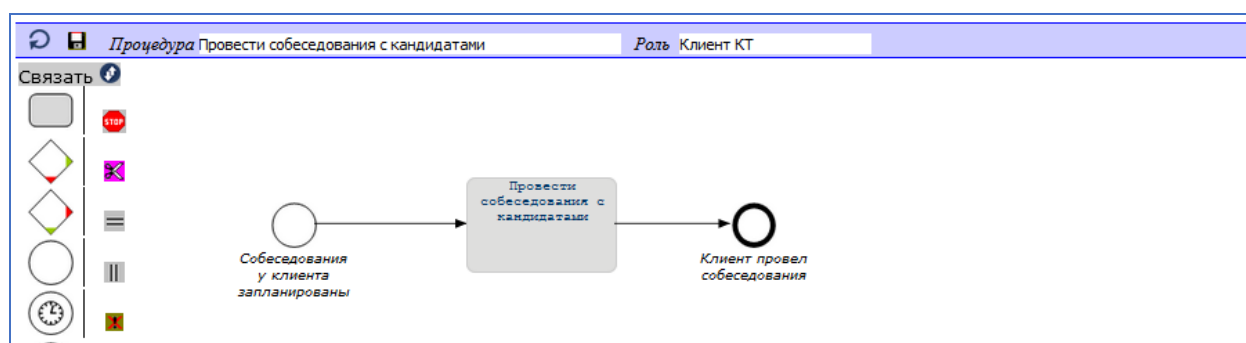 Процедура Провести собеседования с кандидатами Роль Клиент КТ
Связать
STOP
Провести
собеседования с
кандидатами
Собеседования
у клиента
запланированы
Клиент провел
собеседования